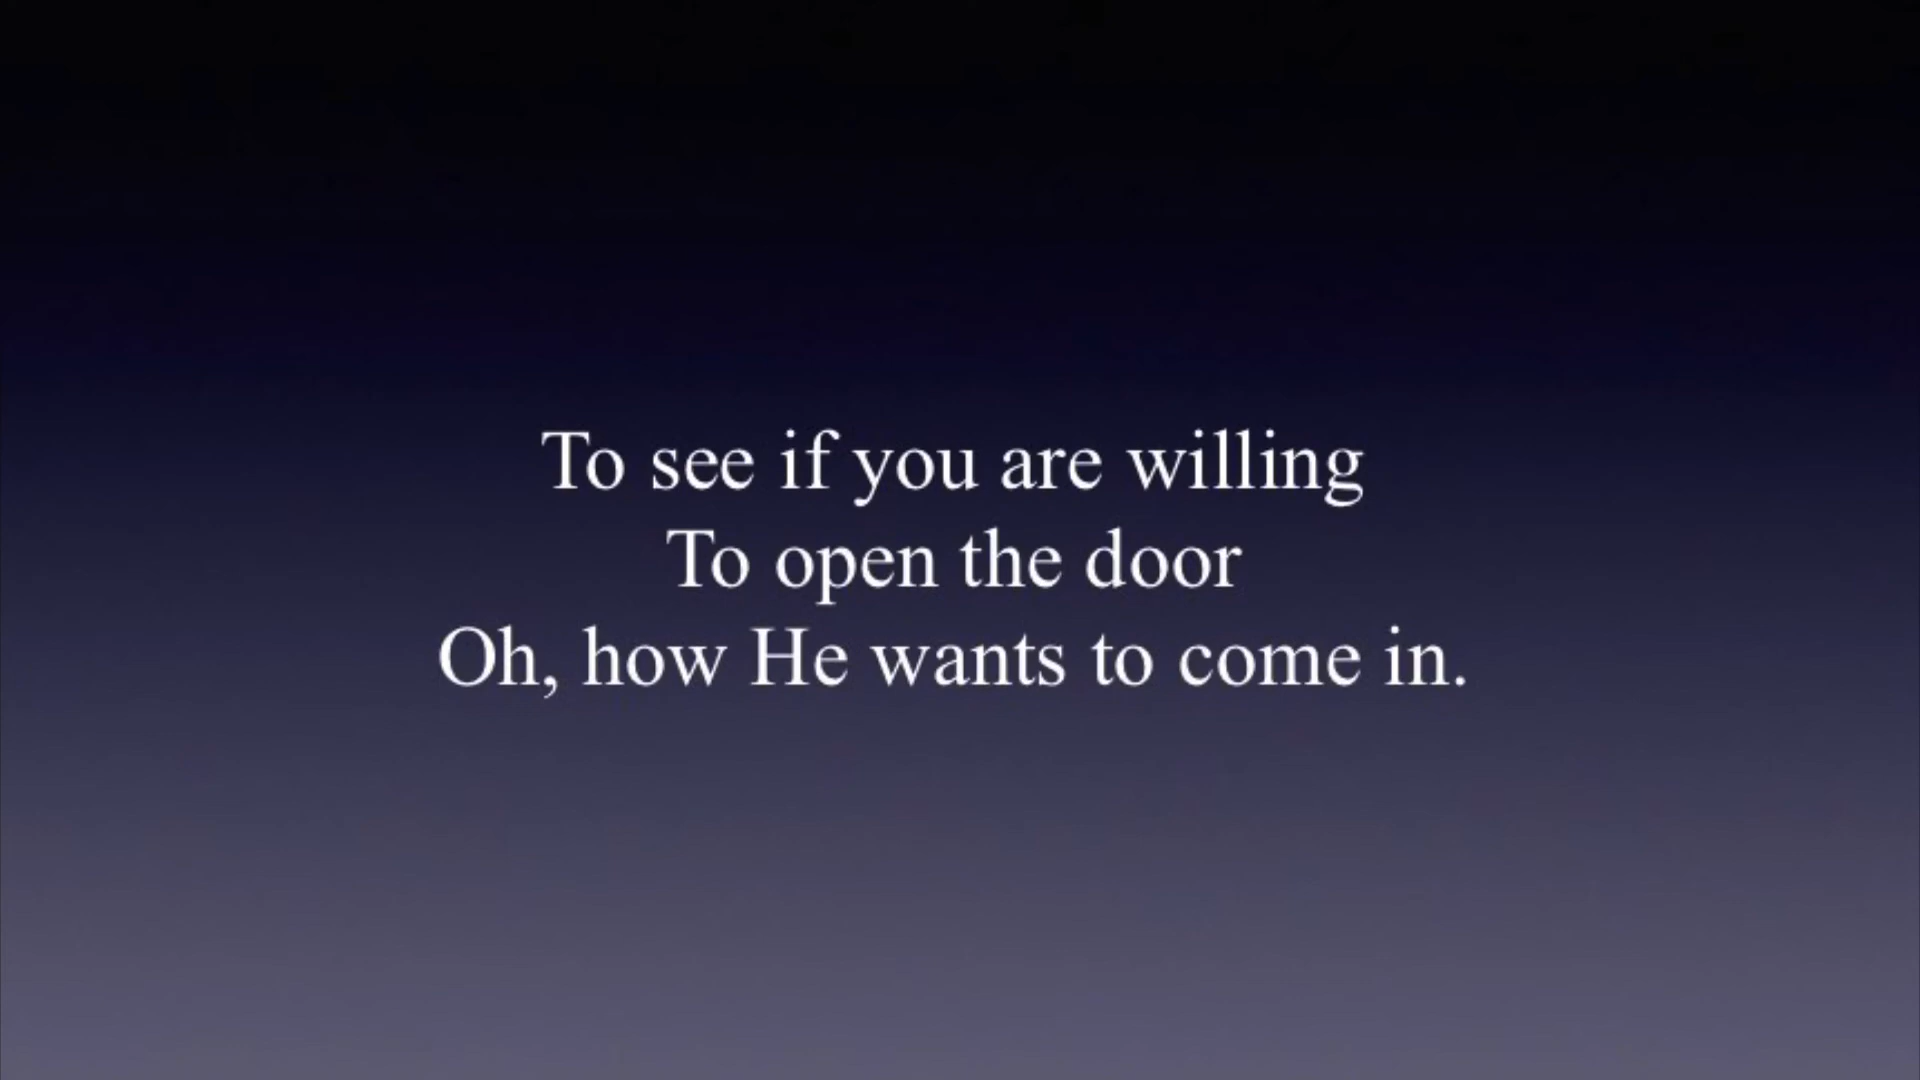 To see if you are willing
To open the door
Oh, how He wants to come in.